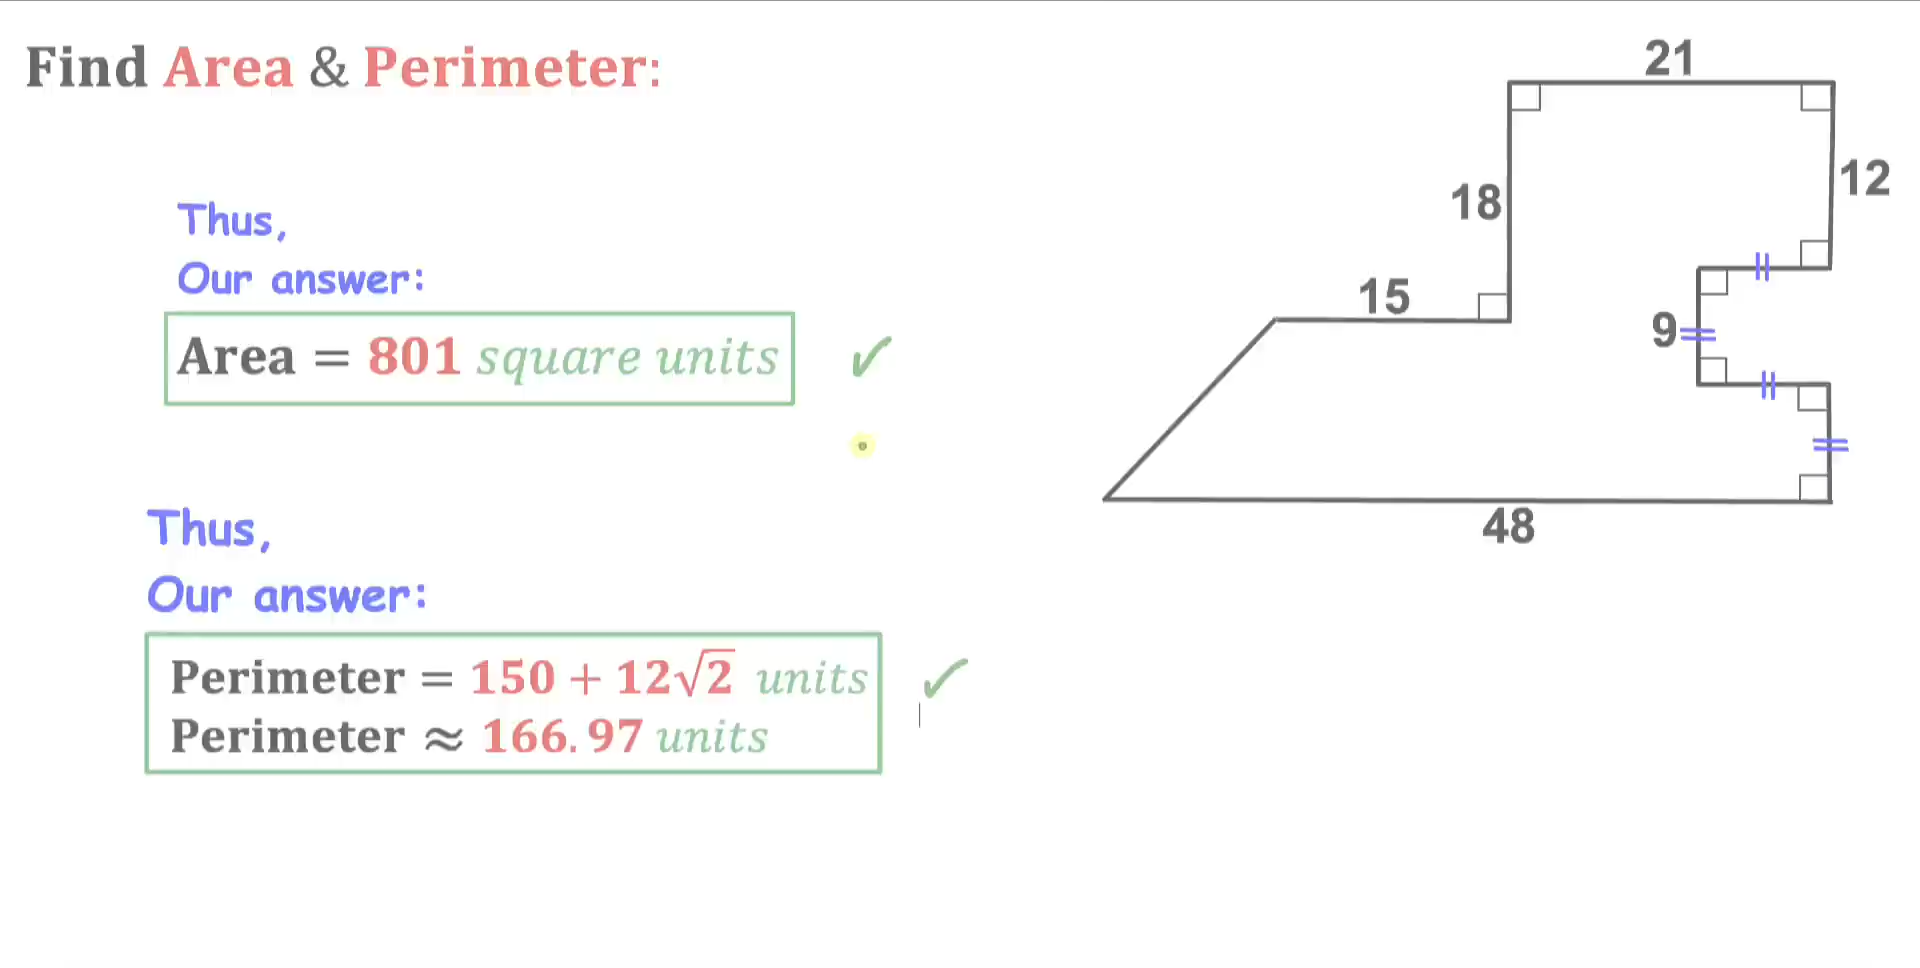 Find Area & Perimeter:
Thus,
Our answer:
Area = 801 square units ✓
Thus,
Our answer:
Perimeter = 150 + 12√2 units ✓
Perimeter ≈ 166.97 units
21
12
18
15
9
48